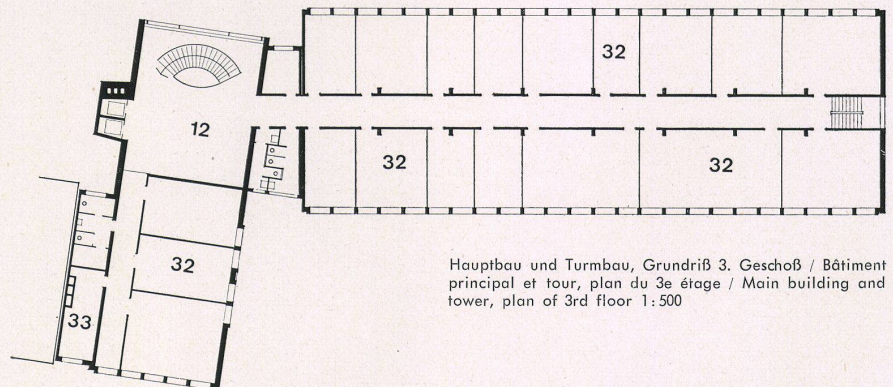 32
12
32
32
32
33
Hauptbau und Turmbau, Grundriß 3. Geschoß / Bâtiment
principal et tour, plan du 3e étage / Main building and
tower, plan of 3rd floor 1:500